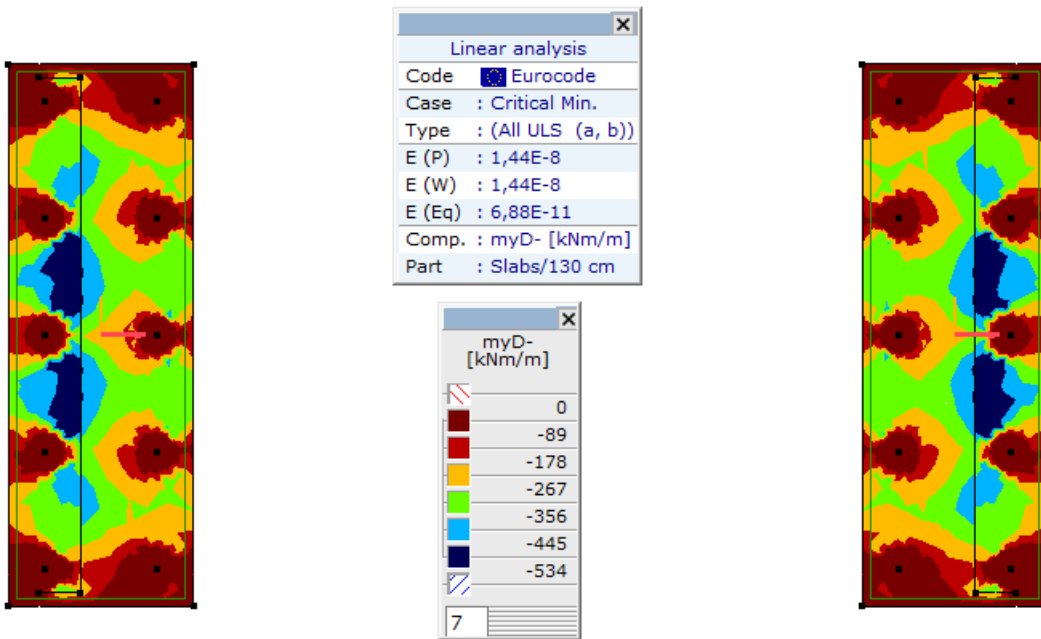 Linear analysis
Code Eurocode
Case : Critical Min.
Type : (All ULS (a, b))
E (P) : 1,44E-8
E (W) : 1,44E-8
E (Eq) : 6,88E-11
Comp. : myD- [kNm/m]
Part : Slabs/130 cm
myD-
[kNm/m]
0
-89
-178
-267
-356
-445
-534
7